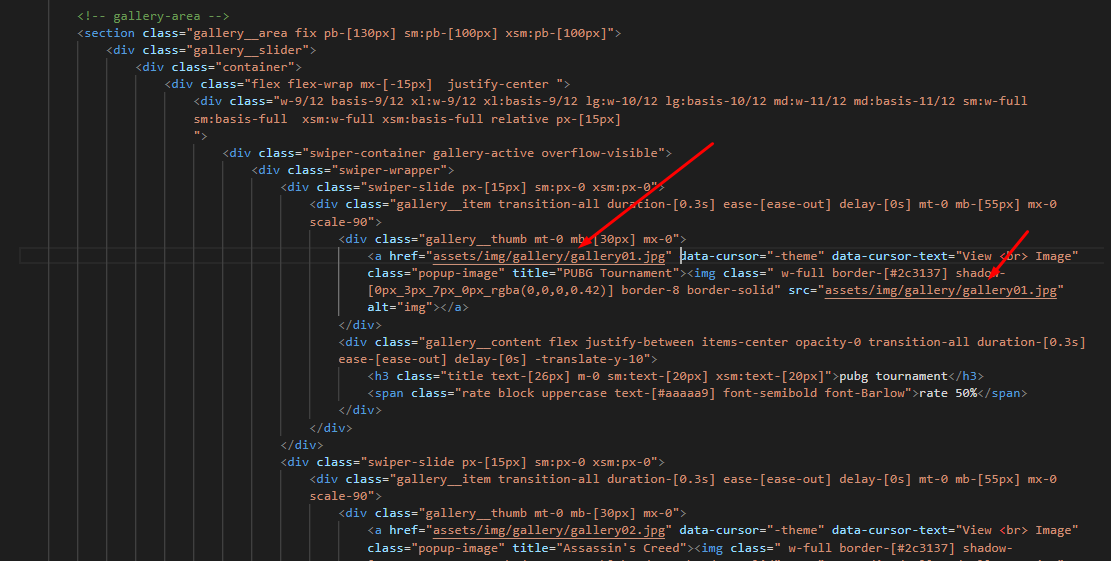 <!-- gallery-area -->
<section class="gallery__area fix pb-[130px] sm:pb-[100px] xsm:pb-[100px]">
<div class="gallery__slider">
<div class="container">
<div class="flex flex-wrap mx-[-15px]  justify-center ">
<div class="w-9/12 basis-9/12 xl:w-9/12 xl:basis-9/12 lg:w-10/12 lg:basis-10/12 md:w-11/12 md:basis-11/12 sm:w-full
sm:basis-full  xsm:w-full xsm:basis-full relative px-[15px]
">
<div class="swiper-container gallery-active overflow-visible">
<div class="swiper-wrapper">
<div class="swiper-slide px-[15px] sm:px-0 xsm:px-0">
<div class="gallery__item transition-all duration-[0.3s] ease-[ease-out] delay-[0s] mt-0 mb-[55px] mx-0
scale-90">
<div class="gallery__thumb mt-0 mb-[30px] mx-0">
<a href="assets/img/gallery/gallery01.jpg" data-cursor="-theme" data-cursor-text="View <br> Image"
class="popup-image" title="PUBG Tournament"><img class=" w-full border-[#2c3137] shadow-
[0px_3px_7px_0px_rgba(0,0,0,0.42)] border-8 border-solid" src="assets/img/gallery/gallery01.jpg"
alt="img"></a>
</div>
<div class="gallery__content flex justify-between items-center opacity-0 transition-all duration-[0.3s]
ease-[ease-out] delay-[0s] -translate-y-10">
<h3 class="title text-[26px] m-0 sm:text-[20px] xsm:text-[20px]">pubg tournament</h3>
<span class="rate block uppercase text-[#aaaaa9] font-semibold font-Barlow">rate 50%</span>
</div>
</div>
</div>
<div class="swiper-slide px-[15px] sm:px-0 xsm:px-0">
<div class="gallery__item transition-all duration-[0.3s] ease-[ease-out] delay-[0s] mt-0 mb-[55px] mx-0
scale-90">
<div class="gallery__thumb mt-0 mb-[30px] mx-0">
<a href="assets/img/gallery/gallery02.jpg" data-cursor="-theme" data-cursor-text="View <br> Image"
class="popup-image" title="Assassin's Creed"><img class=" w-full border-[#2c3137] shadow-